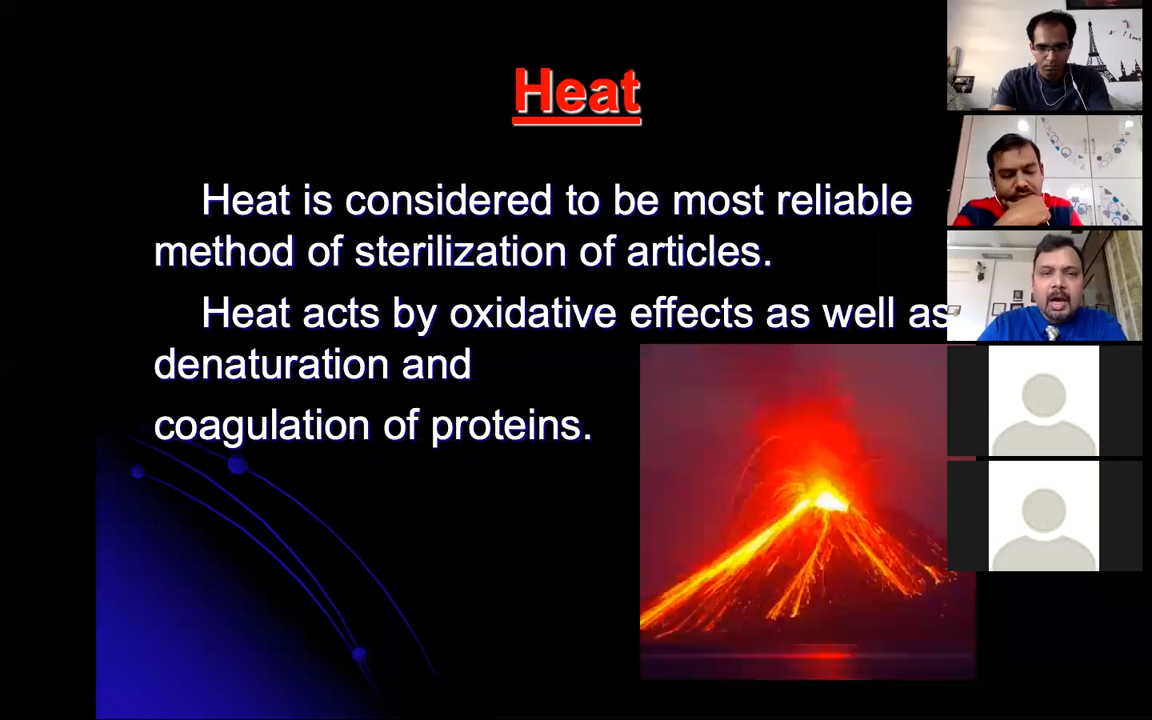 Heat
Heat is considered to be most reliable
method of sterilization of articles.
Heat acts by oxidative effects as well as
denaturation and
coagulation of proteins.